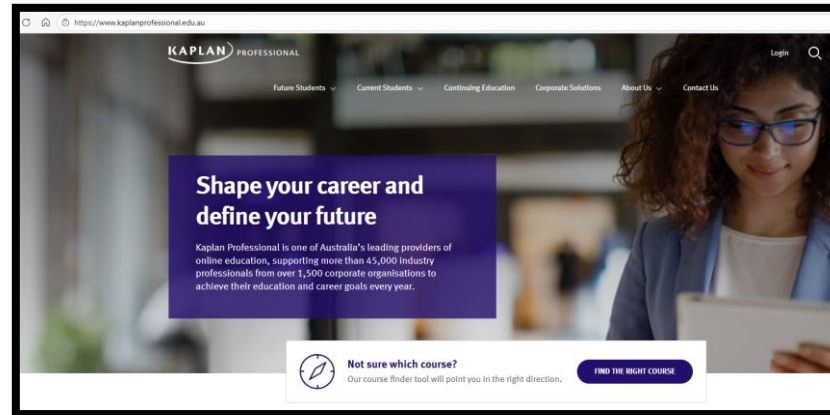 https://www.kaplanprofessional.edu.au
KAPLAN PROFESSIONAL
Login
Future Students
Current Students
Continuing Education
Corporate Solutions
About Us
Contact Us
Shape your career and
define your future
Kaplan Professional is one of Australia's leading providers of
online education, supporting more than 45,000 industry
professionals from over 1,500 corporate organisations to
achieve their education and career goals every year.
Not sure which course?
Our course finder tool will point you in the right direction.
FIND THE RIGHT COURSE